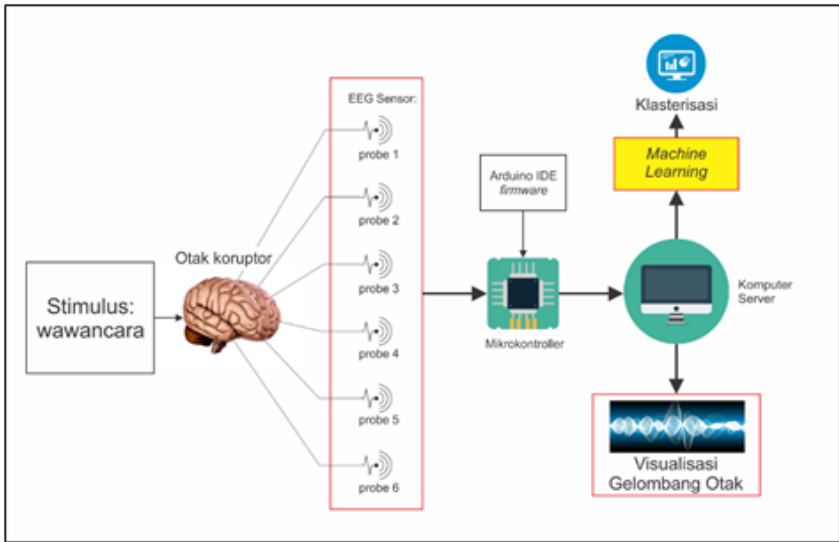 Stimulus:
wawancara
Otak koruptor
EEG Sensor:
probe 1
probe 2
probe 3
probe 4
probe 5
probe 6
Arduino IDE
firmware
Mikrokontroller
Klasterisasi
Machine
Learning
Komputer
Server
Visualisasi
Gelombang Otak